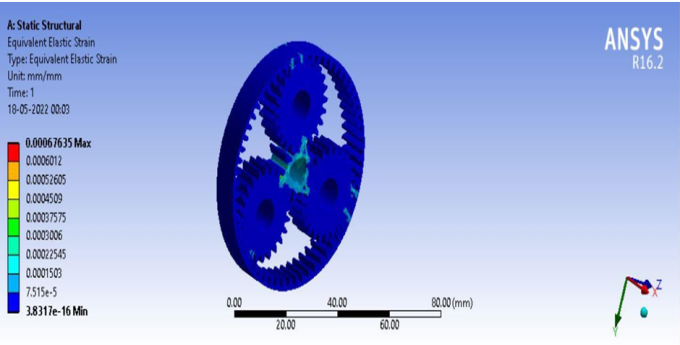 A: Static Structural
Equivalent Elastic Strain
Type: Equivalent Elastic Strain
Unit: mm/mm
Time: 1
18-05-2022 00:03
ANSYS
R16.2
0.00067635 Max
0.0006012
0.00052605
0.0004509
0.00037575
0.0003006
0.00022545
0.0001503
7.515e-5
3.8317e-16 Min
0.00 40.00 80.00 (mm)
20.00 60.00
Z
X
Y